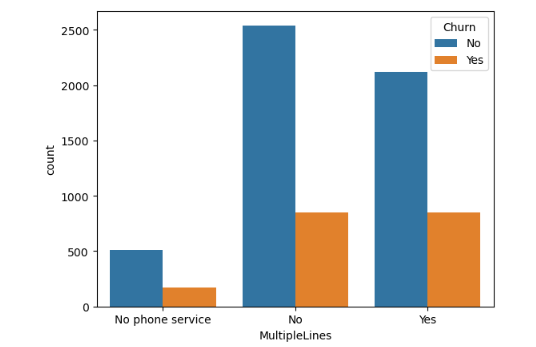 2500
2000
1500
1000
500
0
count
Churn
No
Yes
No phone service
No
Yes
MultipleLines